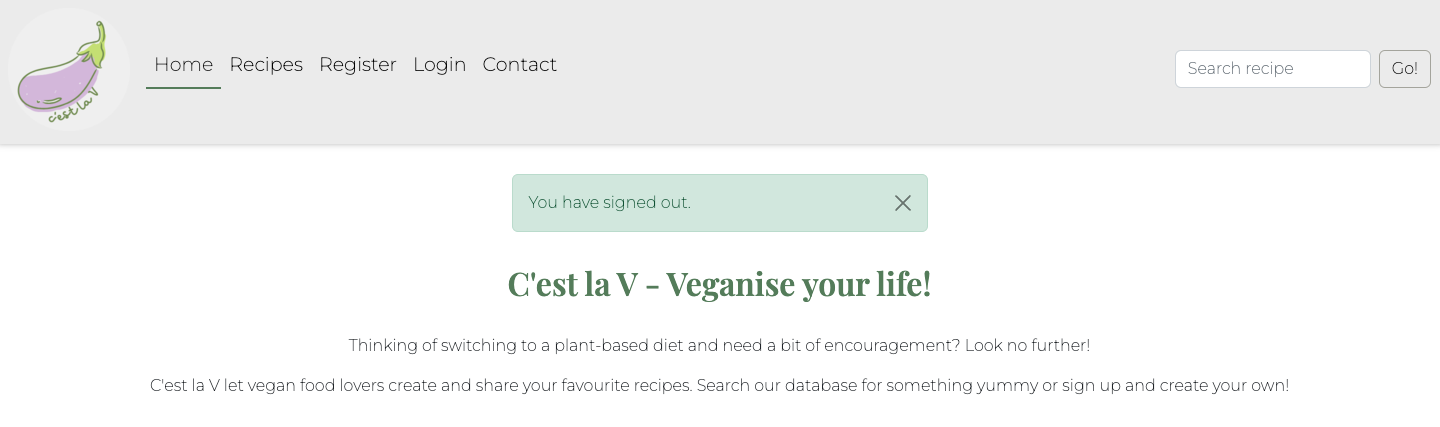 c'est la V
Home Recipes Register Login Contact
Search recipe Go!
You have signed out.
C'est la V - Veganise your life!
Thinking of switching to a plant-based diet and need a bit of encouragement? Look no further!
C'est la V let vegan food lovers create and share your favourite recipes. Search our database for something yummy or sign up and create your own!